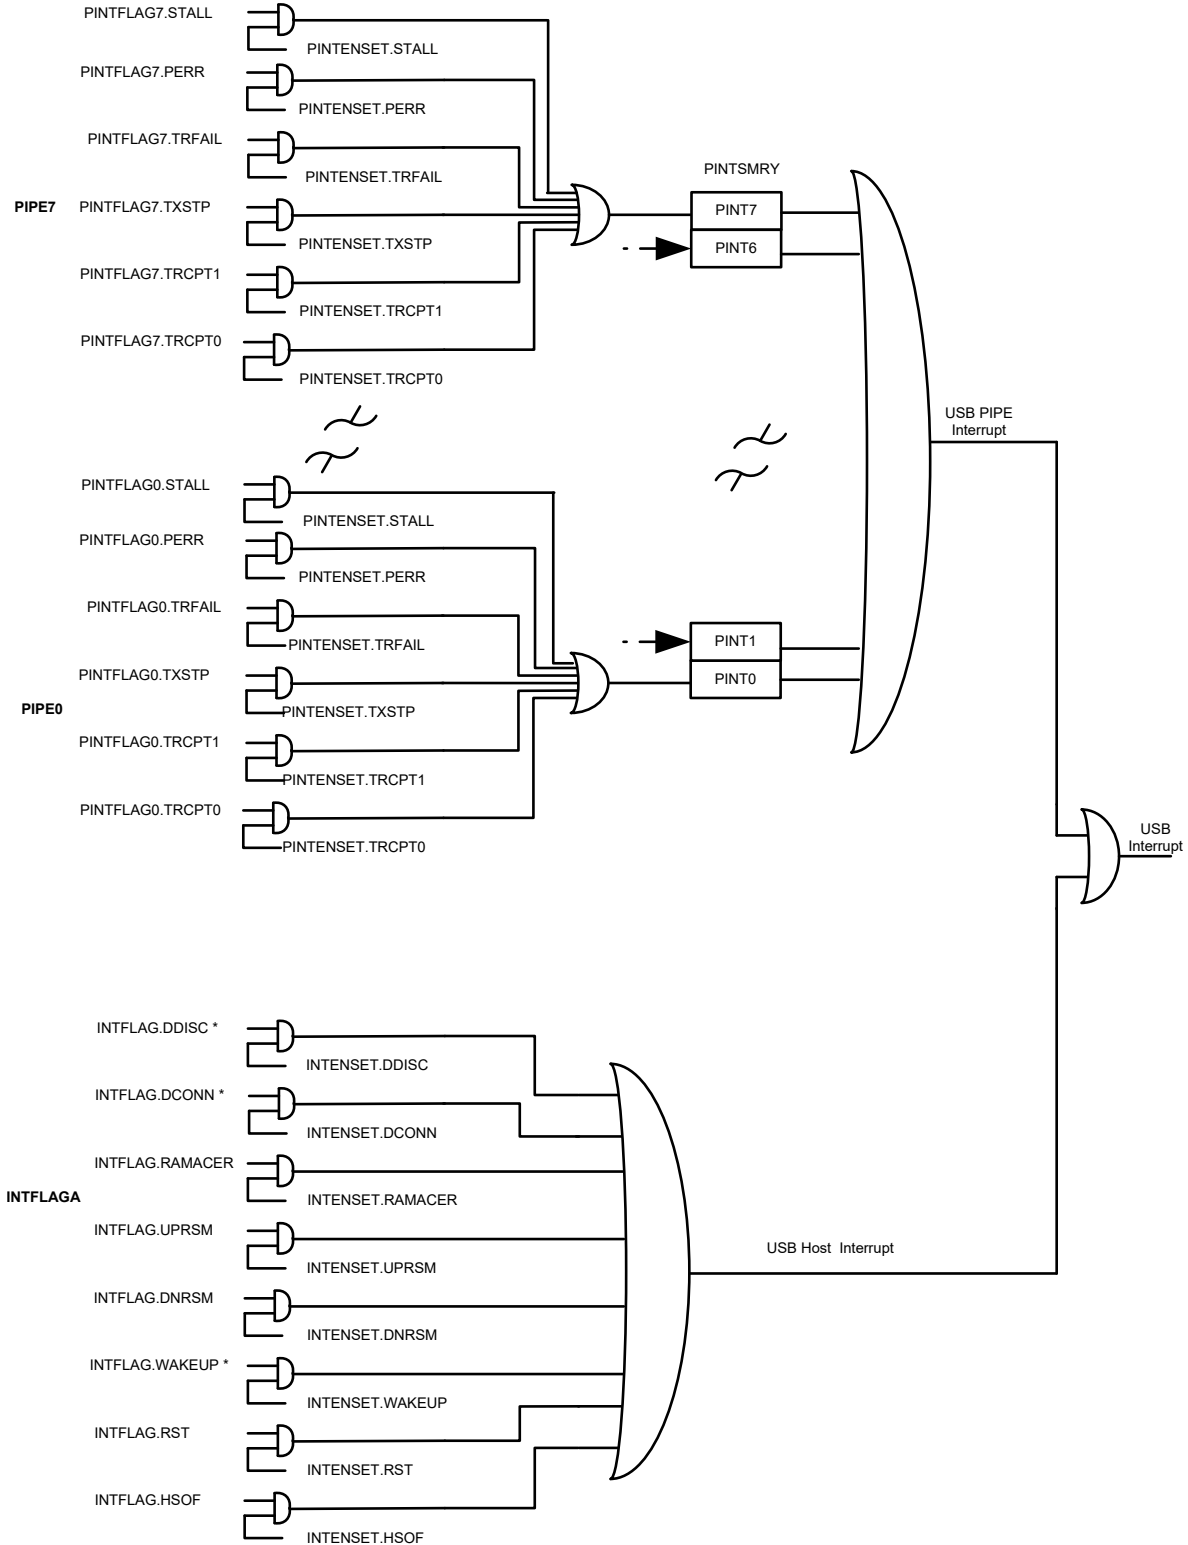 PINTFLAG7.STALL
PINTENSET.STALL
PINTFLAG7.PERR
PINTENSET.PERR
PINTFLAG7.TRFAIL
PINTENSET.TRFAIL
PIPE7
PINTFLAG7.TXSTP
PINTENSET.TXSTP
PINTFLAG7.TRCPT1
PINTENSET.TRCPT1
PINTFLAG7.TRCPT0
PINTENSET.TRCPT0
PINTSMRY
PINT7
PINT6
USB PIPE
Interrupt
PINTFLAG0.STALL
PINTENSET.STALL
PINTFLAG0.PERR
PINTENSET.PERR
PINTFLAG0.TRFAIL
PINTENSET.TRFAIL
PINTFLAG0.TXSTP
PIPE0
PINTENSET.TXSTP
PINTFLAG0.TRCPT1
PINTENSET.TRCPT1
PINTFLAG0.TRCPT0
PINTENSET.TRCPT0
PINT1
PINT0
USB
Interrupt
INTFLAG.DDISC *
INTENSET.DDISC
INTFLAG.DCONN *
INTENSET.DCONN
INTFLAG.RAMACER
INTFLAGA
INTENSET.RAMACER
INTFLAG.UPRSM
INTENSET.UPRSM
INTFLAG.DNRSM
INTENSET.DNRSM
INTFLAG.WAKEUP *
INTENSET.WAKEUP
INTFLAG.RST
INTENSET.RST
INTFLAG.HSOF
INTENSET.HSOF
USB Host Interrupt